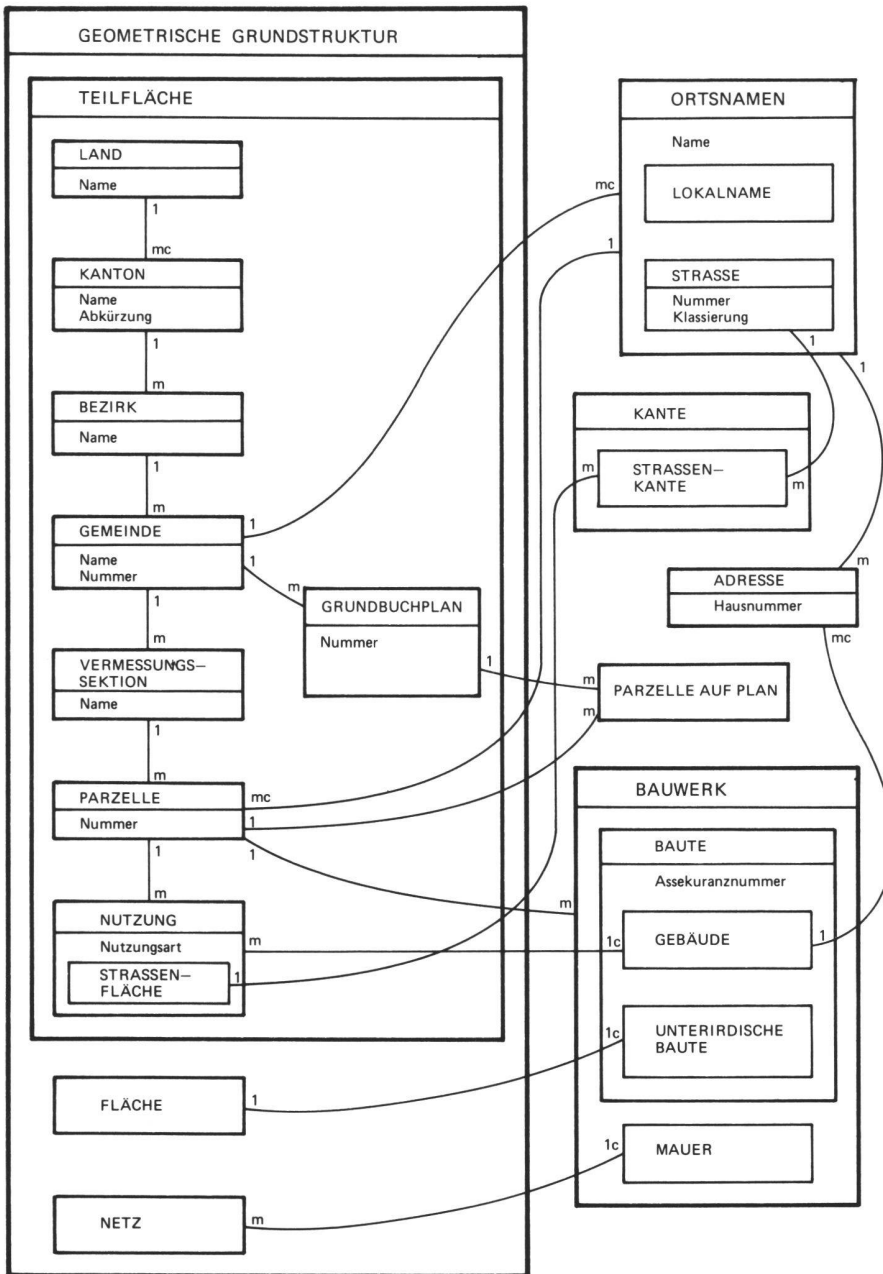 GEOMETRISCHE GRUNDSTRUKTUR
TEILFLÄCHE
LAND
Name
1
mc
KANTON
Name
Abkürzung
1
m
BEZIRK
Name
1
m
GEMEINDE
Name
Nummer
1
1
1
m
VERMESSUNGS–
SEKTION
Name
1
m
PARZELLE
Nummer
mc
1
1
1
m
NUTZUNG
Nutzungsart
m
STRASSEN–
FLÄCHE
1
m
GRUNDBUCHPLAN
Nummer
1
FLÄCHE
1
NETZ
m
ORTSNAMEN
Name
mc
LOKALNAME
1
STRASSE
Nummer
Klassierung
1
1
KANTE
m
STRASSEN–
KANTE
m
m
ADRESSE
Hausnummer
mc
m
PARZELLE AUF PLAN
m
BAUWERK
BAUTE
Assekuranznummer
m
1c
GEBÄUDE
1
1c
UNTERIRDISCHE
BAUTE
1c
MAUER